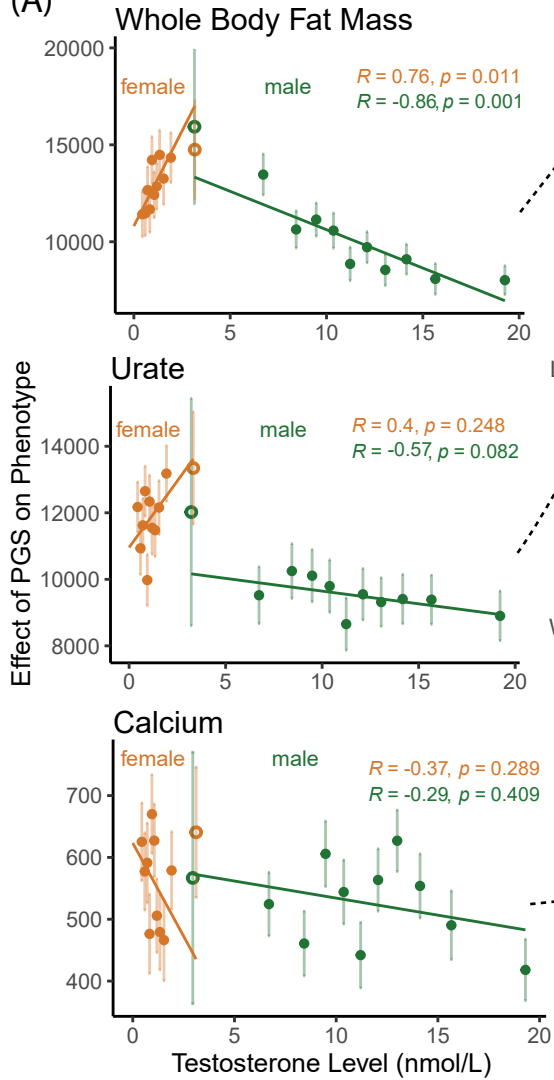 (A)
Whole Body Fat Mass
20000
female
male
R = 0.76, p = 0.011
R = -0.86, p = 0.001
15000
10000
0 5 10 15 20
Urate
female
male
R = 0.4, p = 0.248
R = -0.57, p = 0.082
14000
12000
10000
8000
0 5 10 15 20
Effect of PGS on Phenotype
Calcium
female
male
R = -0.37, p = 0.289
R = -0.29, p = 0.409
700
600
500
400
0 5 10 15 20
Testosterone Level (nmol/L)